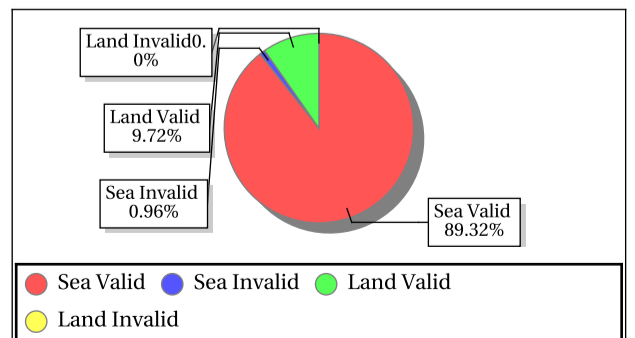 Land Invalid0.
0%
Land Valid
9.72%
Sea Invalid
0.96%
Sea Valid
89.32%
Sea Valid Sea Invalid Land Valid
Land Invalid